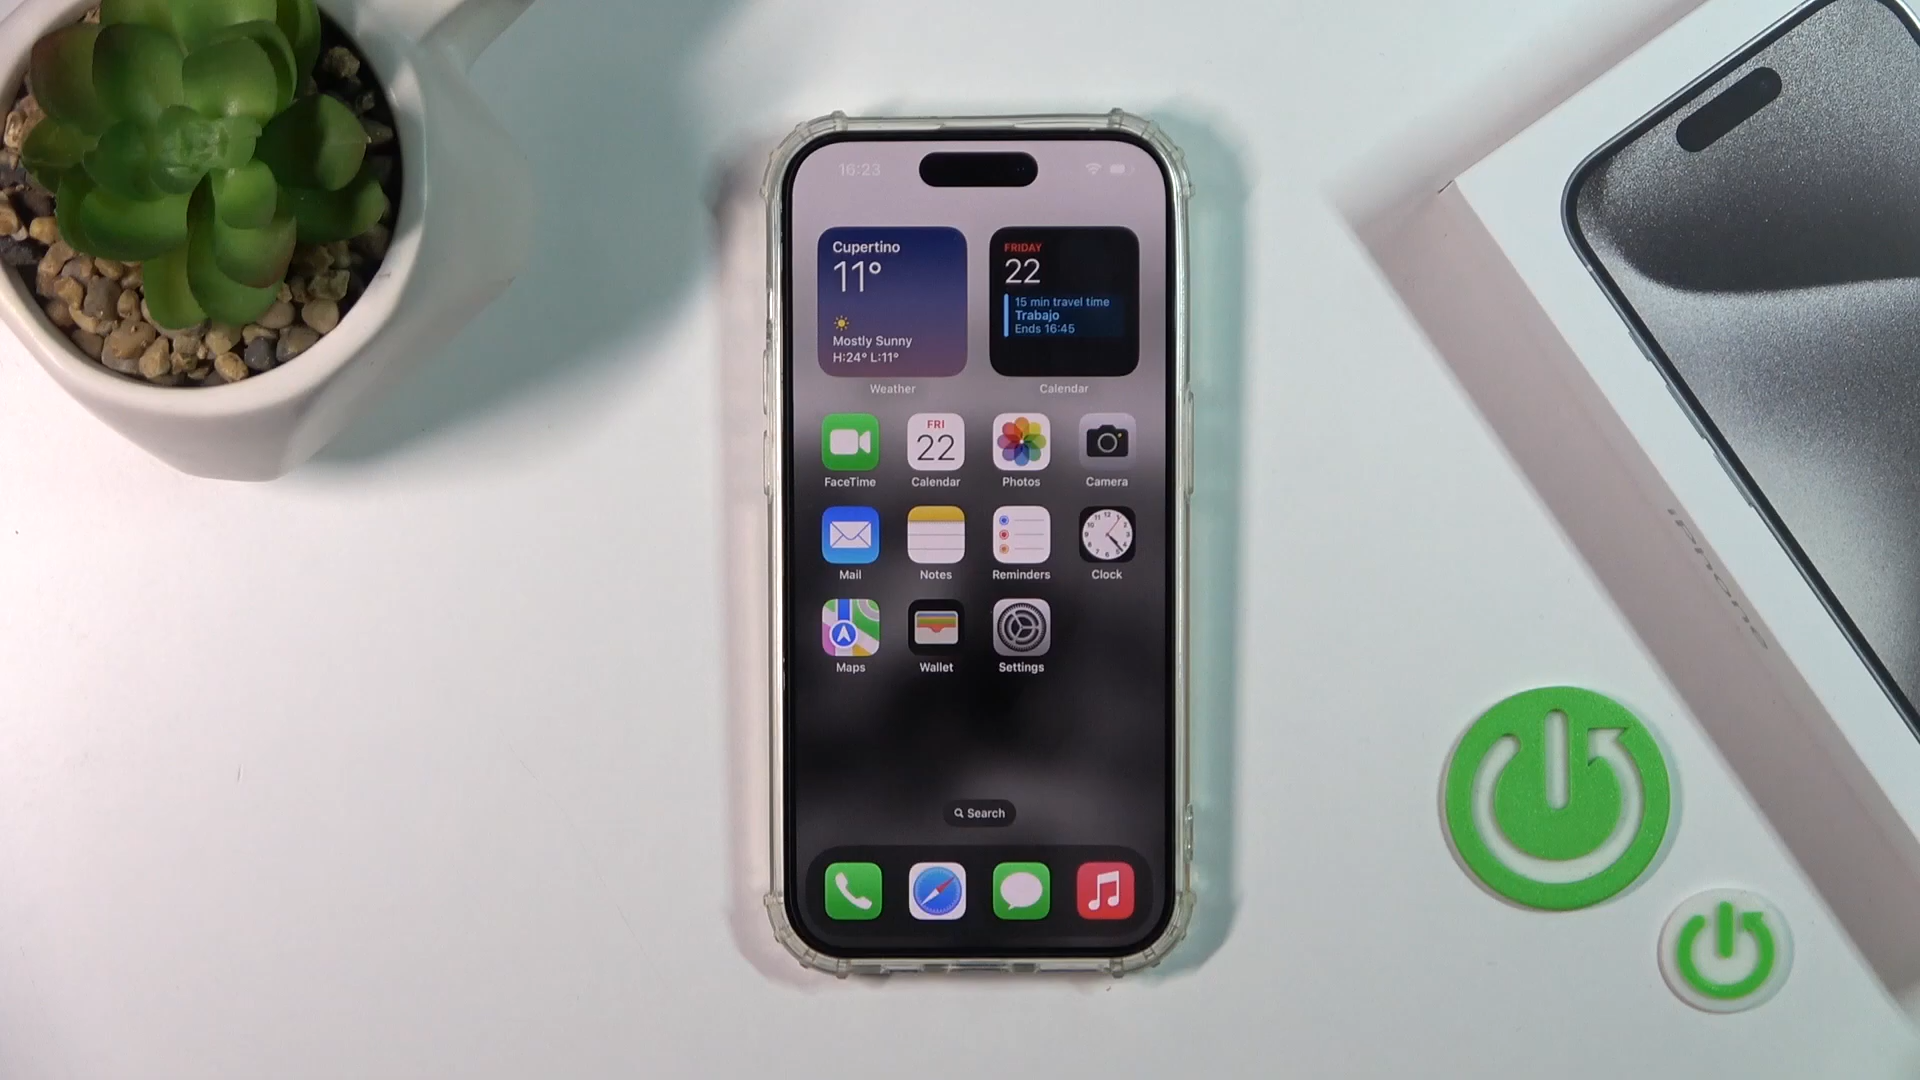 16:23
Cupertino
11°
Mostly Sunny
H:24° L:11°
Weather
FRIDAY
22
15 min travel time
Trabajo
Ends 16:45
Calendar
FRI
22
FaceTime
Calendar
Photos
Camera
Mail
Notes
Reminders
Clock
Maps
Wallet
Settings
Search
iPhone